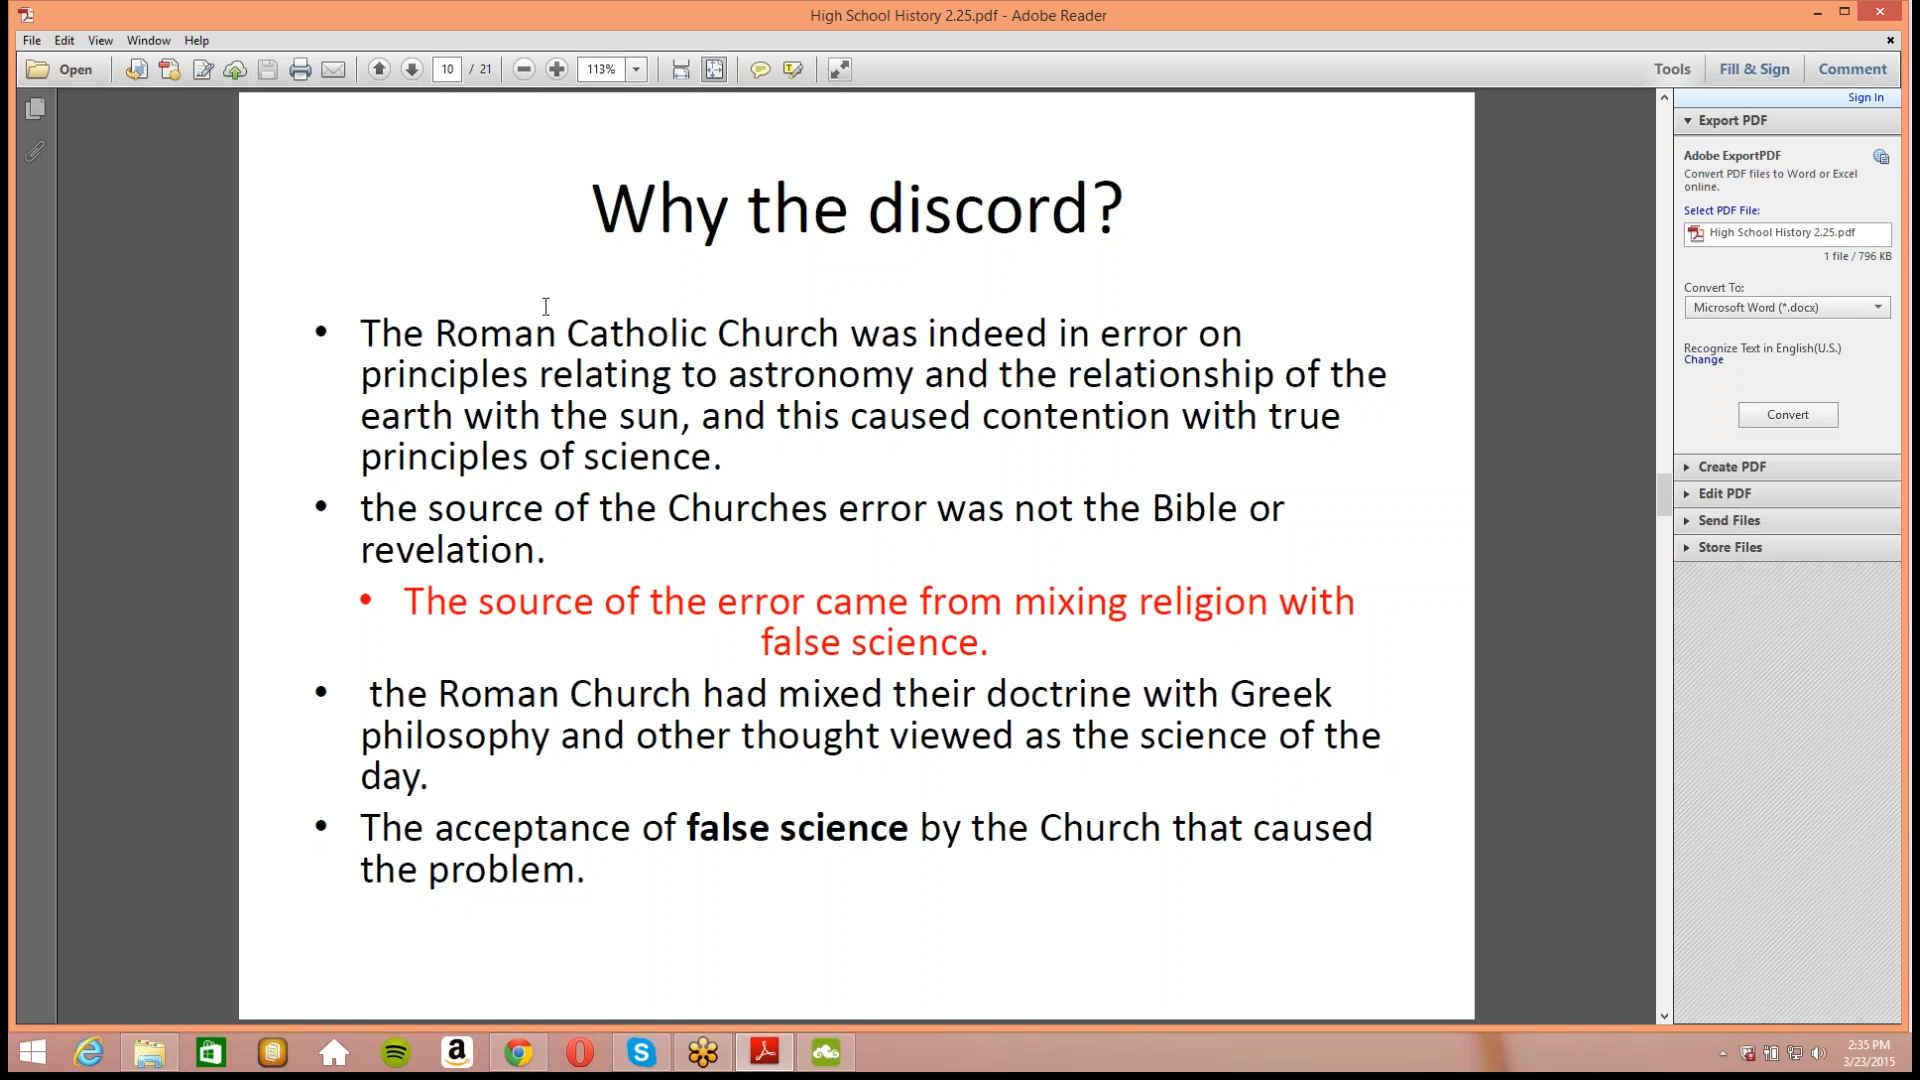 High School History 2.25.pdf - Adobe Reader
File Edit View Window Help
Open 10 / 21 113% Tools Fill & Sign Comment
Sign In
Export PDF
Adobe ExportPDF
Convert PDF files to Word or Excel
online.
Select PDF File:
High School History 2.25.pdf
1 file / 796 KB
Convert To:
Microsoft Word (*.docx)
Recognize Text in English(U.S.)
Change
Convert
Create PDF
Edit PDF
Send Files
Store Files
Why the discord?
• The Roman Catholic Church was indeed in error on
principles relating to astronomy and the relationship of the
earth with the sun, and this caused contention with true
principles of science.
• the source of the Churches error was not the Bible or
revelation.
• The source of the error came from mixing religion with
false science.
• the Roman Church had mixed their doctrine with Greek
philosophy and other thought viewed as the science of the
day.
• The acceptance of false science by the Church that caused
the problem.
2:35 PM
3/23/2015